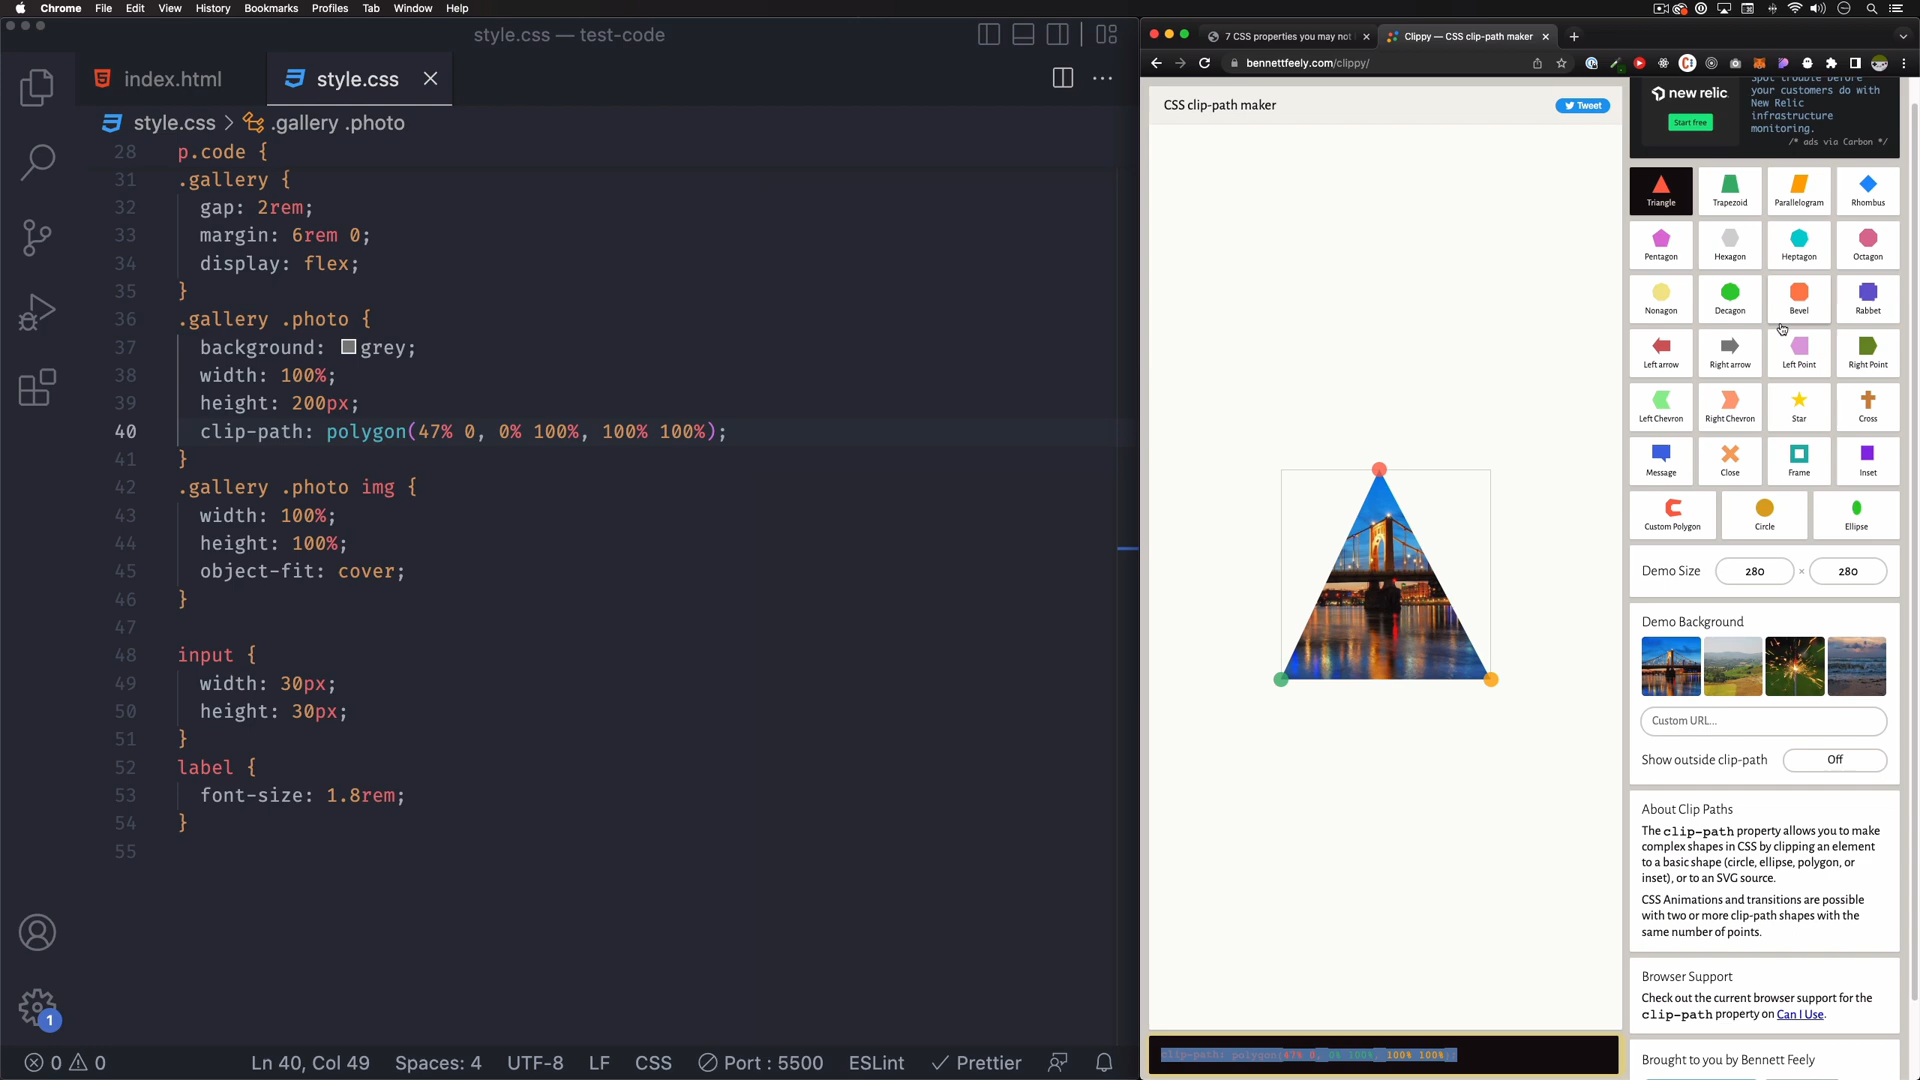 Chrome File Edit View History Bookmarks Profiles Tab Window Help
style.css — test-code
index.html
style.css
style.css > .gallery .photo
28 p.code {
31 .gallery {
32 gap: 2rem;
33 margin: 6rem 0;
34 display: flex;
35 }
36 .gallery .photo {
37 background: grey;
38 width: 100%;
39 height: 200px;
40 clip-path: polygon(47% 0, 0% 100%, 100% 100%);
41 }
42 .gallery .photo img {
43 width: 100%;
44 height: 100%;
45 object-fit: cover;
46 }
47
48 input {
49 width: 30px;
50 height: 30px;
51 }
52 label {
53 font-size: 1.8rem;
54 }
55
1
0 0 Ln 40, Col 49 Spaces: 4 UTF-8 LF CSS Port : 5500 ESLint Prettier
7 CSS properties you may not
Clippy — CSS clip-path maker
bennettfeely.com/clippy/
CSS clip-path maker
Tweet
new relic.
Start free
Spot trouble before
your customers do with
New Relic
infrastructure
monitoring.
/* ads via Carbon */
Triangle Trapezoid Parallelogram Rhombus
Pentagon Hexagon Heptagon Octagon
Nonagon Decagon Bevel Rabbet
Left arrow Right arrow Left Point Right Point
Left Chevron Right Chevron Star Cross
Message Close Frame Inset
Custom Polygon Circle Ellipse
Demo Size 280 × 280
Demo Background
Custom URL...
Show outside clip-path Off
About Clip Paths
The clip-path property allows you to make
complex shapes in CSS by clipping an element
to a basic shape (circle, ellipse, polygon, or
inset), or to an SVG source.
CSS Animations and transitions are possible
with two or more clip-path shapes with the
same number of points.
Browser Support
Check out the current browser support for the
clip-path property on Can I Use.
Brought to you by Bennett Feely
clip-path: polygon(47% 0, 0% 100%, 100% 100%);